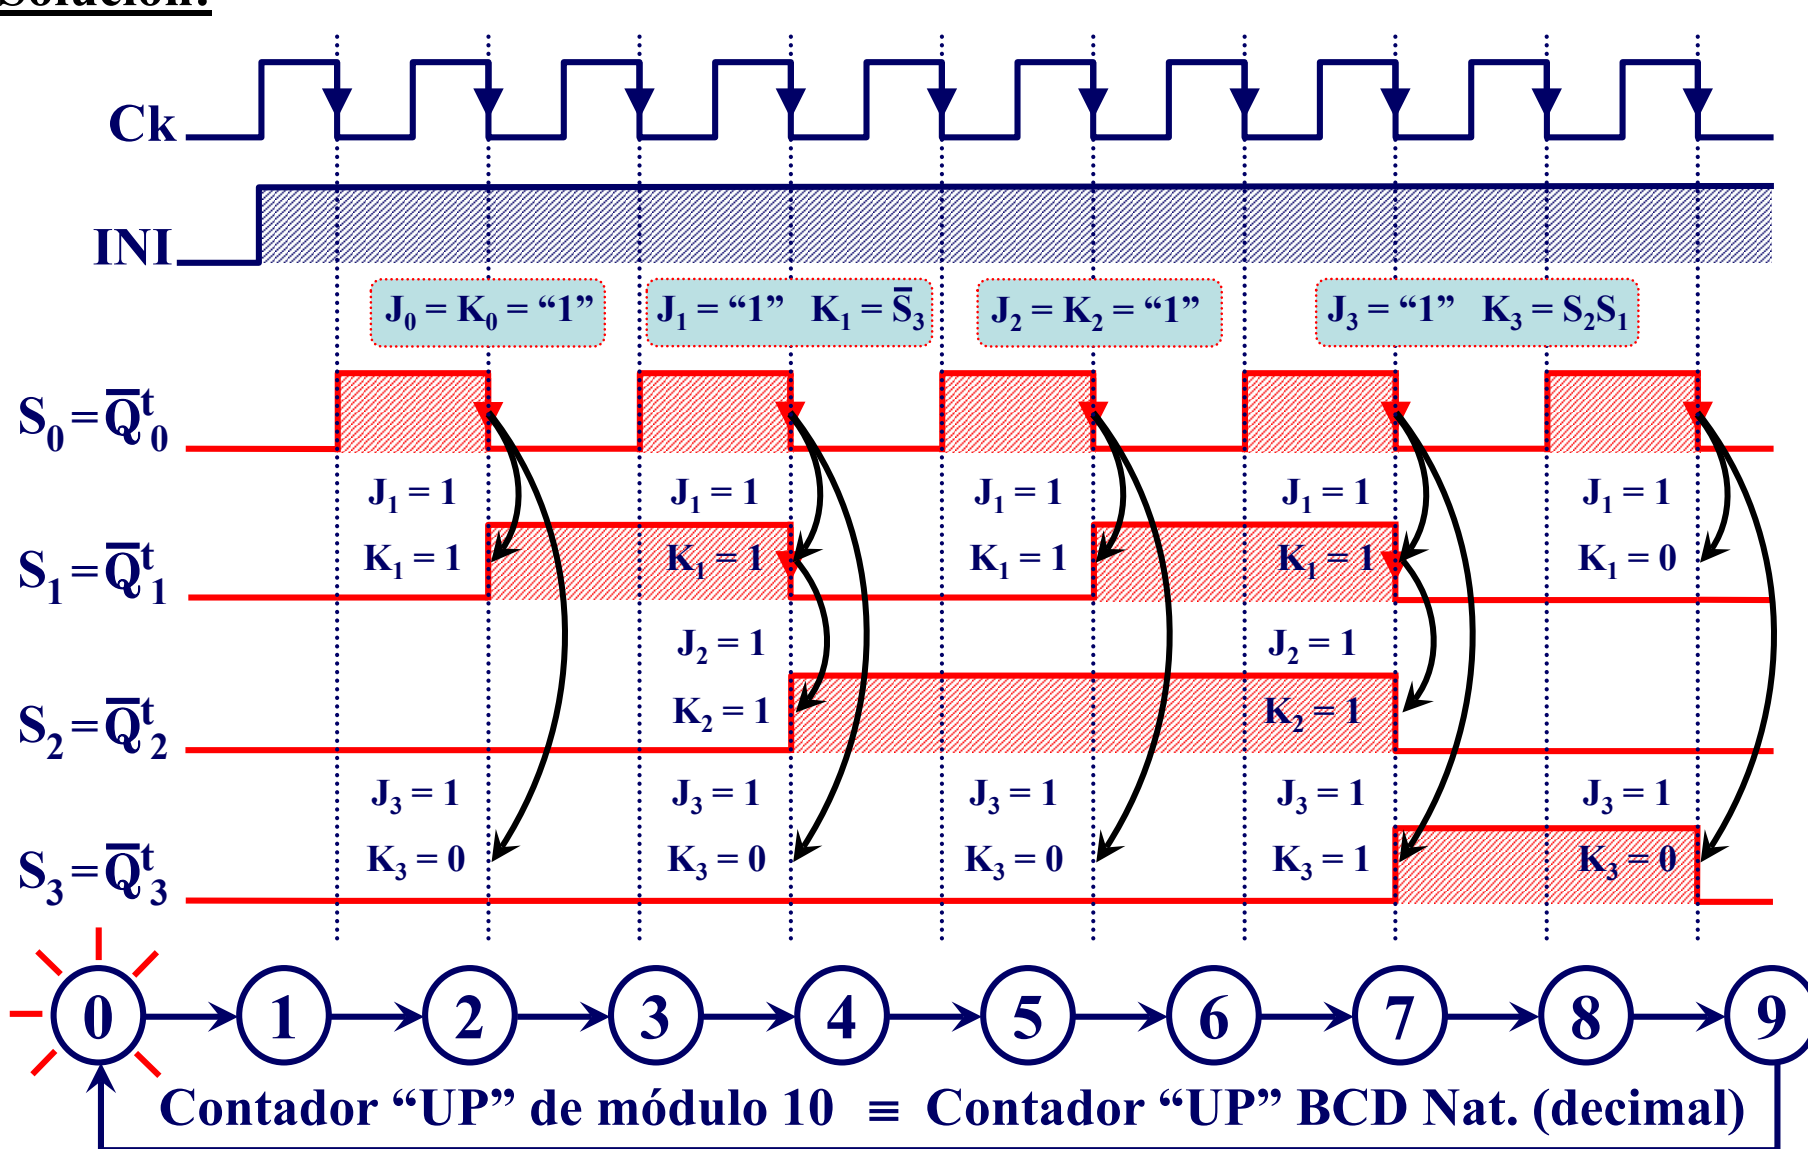 Solución:
Ck
INI
J₀ = K₀ = “1” J₁ = “1” K₁ = S̅₃ J₂ = K₂ = “1” J₃ = “1” K₃ = S₂S₁
S₀ = Q̅₀ᵗ
J₁ = 1 J₁ = 1 J₁ = 1 J₁ = 1 J₁ = 1
K₁ = 1 K₁ = 1 K₁ = 1 K₁ = 1 K₁ = 0
S₁ = Q̅₁ᵗ
J₂ = 1 J₂ = 1
K₂ = 1 K₂ = 1
S₂ = Q̅₂ᵗ
J₃ = 1 J₃ = 1 J₃ = 1 J₃ = 1 J₃ = 1
K₃ = 0 K₃ = 0 K₃ = 0 K₃ = 1 K₃ = 0
S₃ = Q̅₃ᵗ
0 1 2 3 4 5 6 7 8 9
Contador “UP” de módulo 10 ≡ Contador “UP” BCD Nat. (decimal)